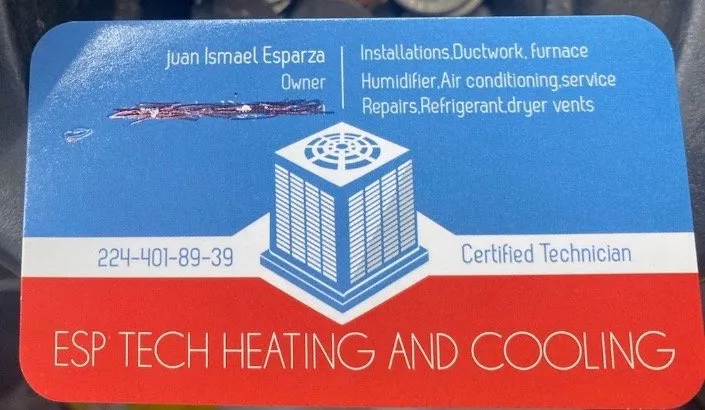 juan Ismael Esparza
Owner
Installations,Ductwork, furnace
Humidifier,Air conditioning,service
Repairs,Refrigerant,dryer vents
224-401-89-39
Certified Technician
ESP TECH HEATING AND COOLING